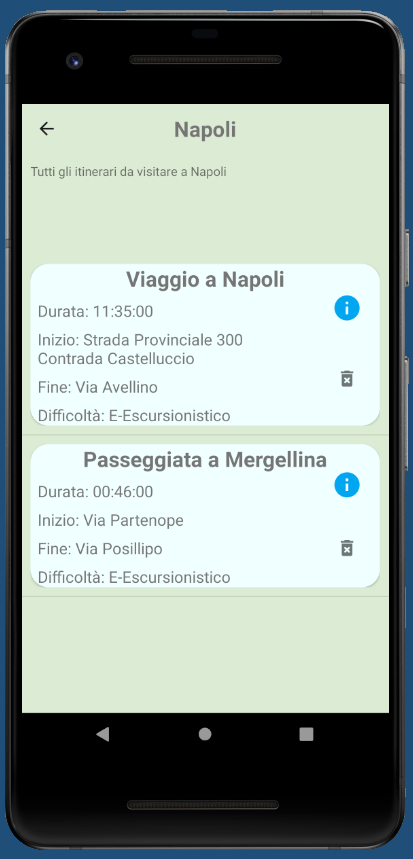 Napoli
Tutti gli itinerari da visitare a Napoli
Viaggio a Napoli
Durata: 11:35:00
Inizio: Strada Provinciale 300
Contrada Castelluccio
Fine: Via Avellino
Difficoltà: E-Escursionistico
Passeggiata a Mergellina
Durata: 00:46:00
Inizio: Via Partenope
Fine: Via Posillipo
Difficoltà: E-Escursionistico